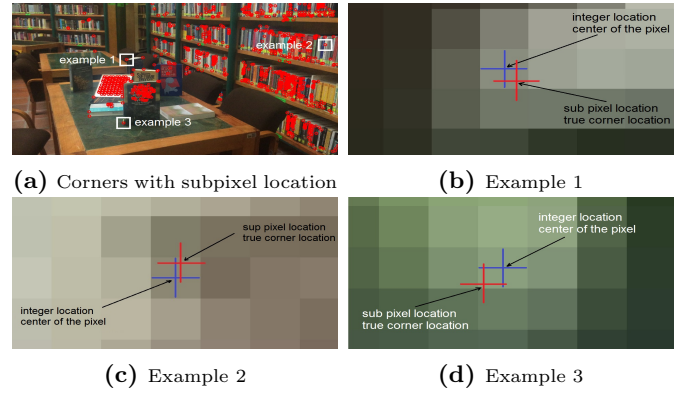 example 1
example 2
example 3
(a) Corners with subpixel location
integer location
center of the pixel
sub pixel location
true corner location
(b) Example 1
sup pixel location
true corner location
integer location
center of the pixel
(c) Example 2
integer location
center of the pixel
sub pixel location
true corner location
(d) Example 3